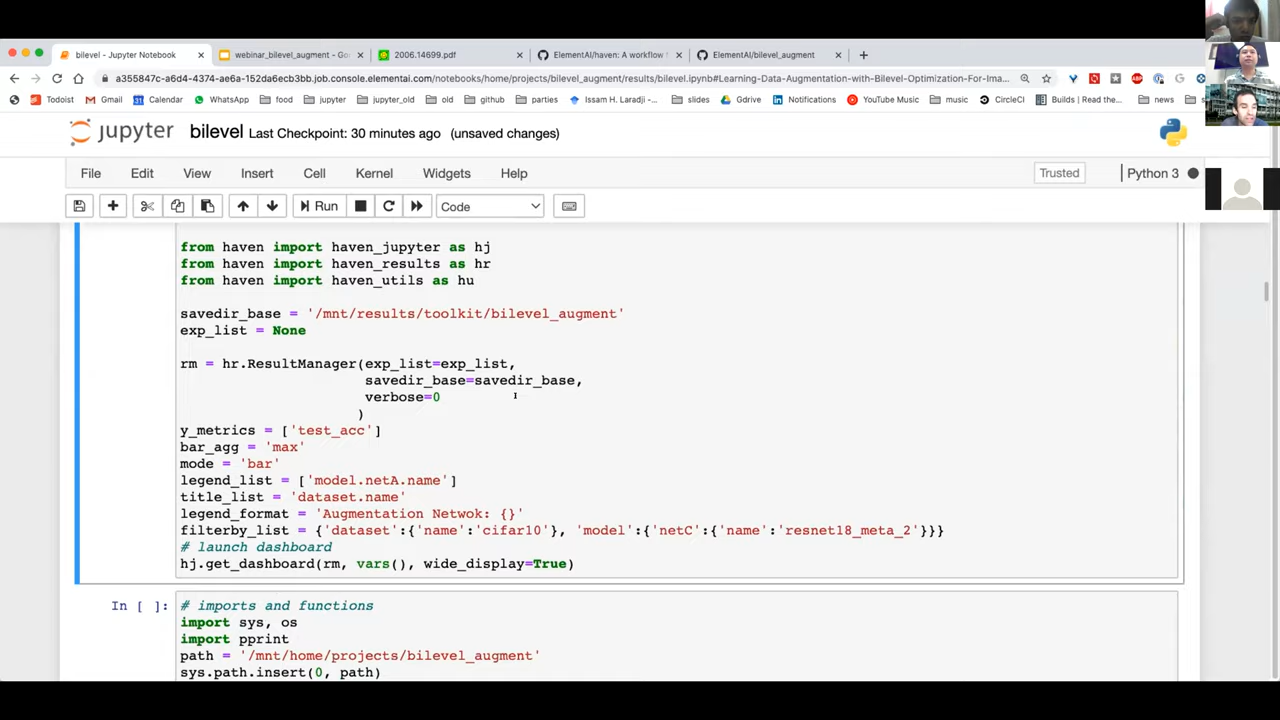 bilevel - Jupyter Notebook
webinar_bilevel_augment - Go
2006.14699.pdf
ElementAI/haven: A workflow
ElementAI/bilevel_augment
a355847c-a6d4-4374-ae6a-152da6ecb3bb.job.console.elementai.com/notebooks/home/projects/bilevel_augment/results/bilevel.ipynb#Learning-Data-Augmentation-with-Bilevel-Optimization-For-Ima...
Todoist
Gmail
Calendar
WhatsApp
food
jupyter
jupyter_old
old
github
parties
Issam H. Laradji -...
slides
Gdrive
Notifications
YouTube Music
music
CircleCI
Builds | Read the...
news
jupyter bilevel Last Checkpoint: 30 minutes ago (unsaved changes)
File Edit View Insert Cell Kernel Widgets Help
Trusted
Python 3
Run
Code
from haven import haven_jupyter as hj
from haven import haven_results as hr
from haven import haven_utils as hu
savedir_base = '/mnt/results/toolkit/bilevel_augment'
exp_list = None
rm = hr.ResultManager(exp_list=exp_list,
savedir_base=savedir_base,
verbose=0
)
y_metrics = ['test_acc']
bar_agg = 'max'
mode = 'bar'
legend_list = ['model.netA.name']
title_list = 'dataset.name'
legend_format = 'Augmentation Netwok: {}'
filterby_list = {'dataset':{'name':'cifar10'}, 'model':{'netC':{'name':'resnet18_meta_2'}}}
# launch dashboard
hj.get_dashboard(rm, vars(), wide_display=True)
In [ ]:
# imports and functions
import sys, os
import pprint
path = '/mnt/home/projects/bilevel_augment'
sys.path.insert(0, path)